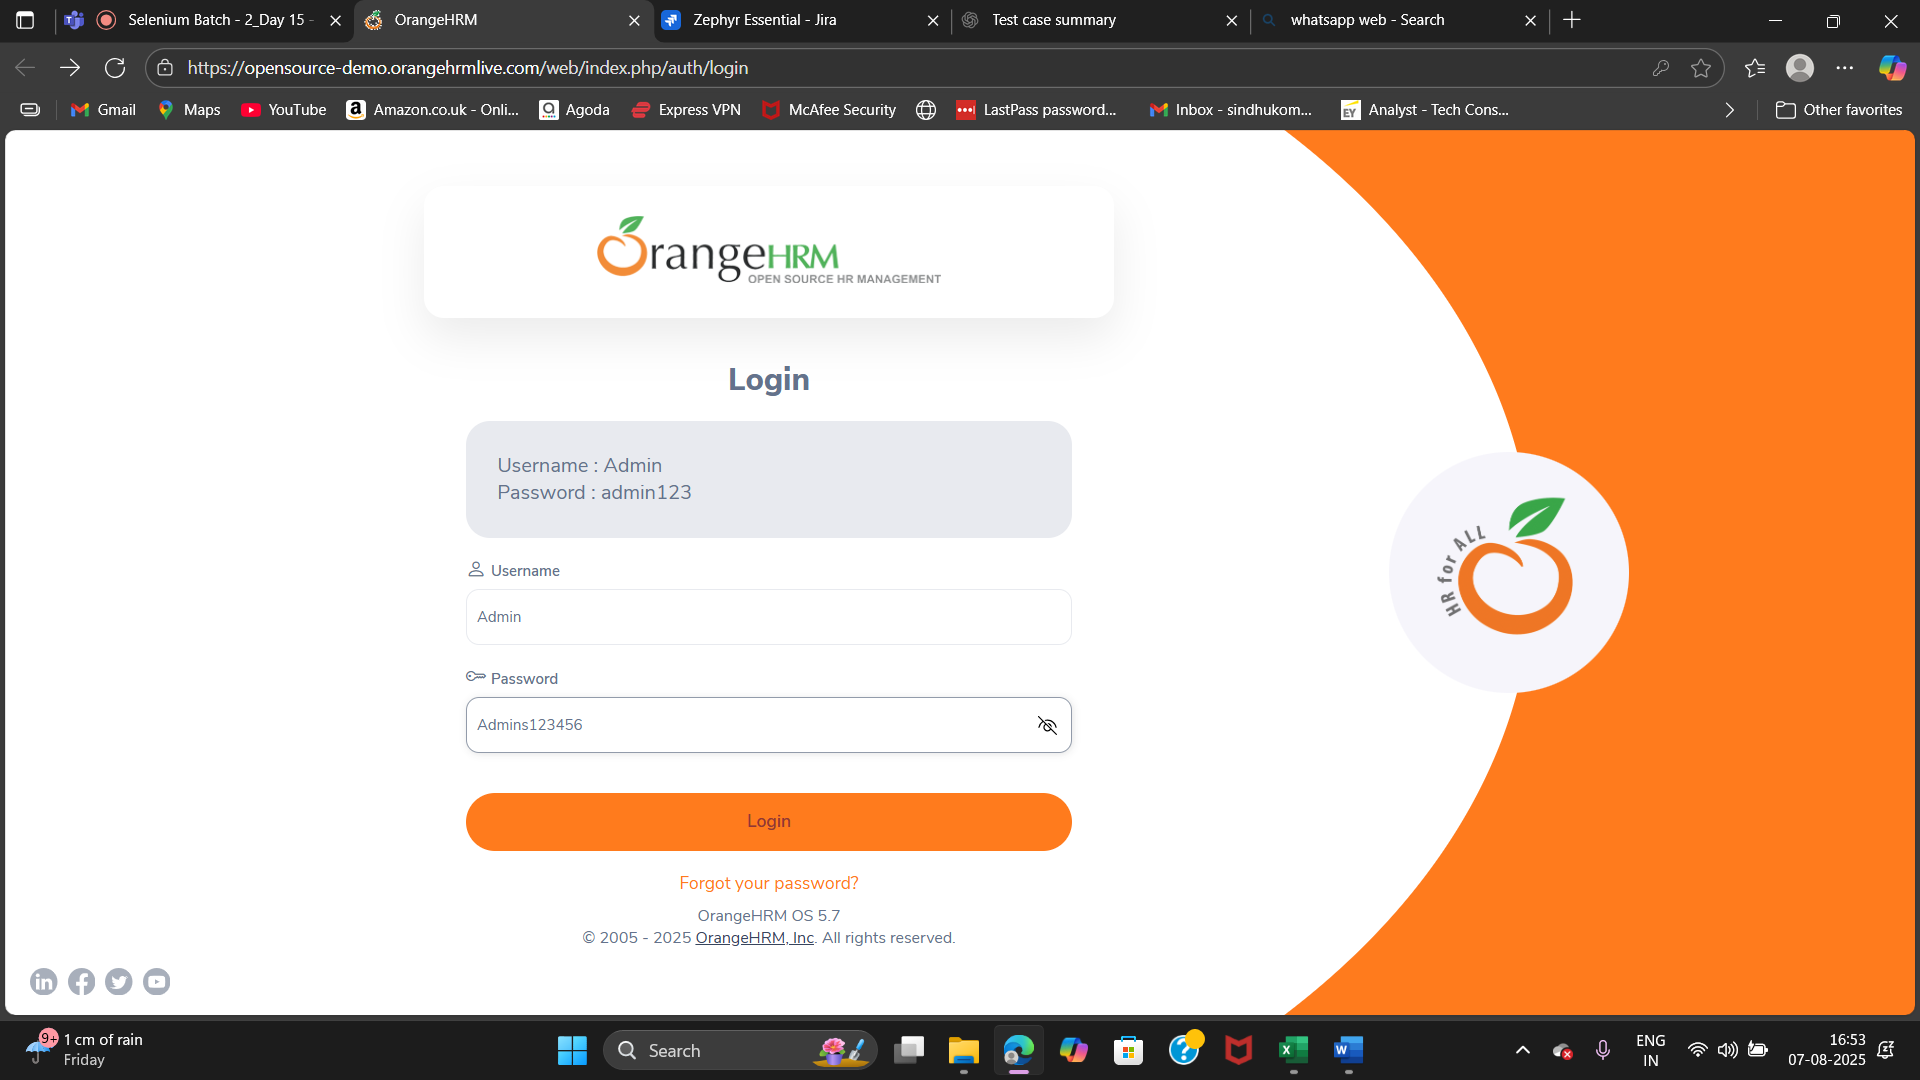 Selenium Batch - 2_Day 15 -
OrangeHRM
Zephyr Essential - Jira
Test case summary
whatsapp web - Search
https://opensource-demo.orangehrmlive.com/web/index.php/auth/login
Gmail
Maps
YouTube
Amazon.co.uk - Onli...
Agoda
Express VPN
McAfee Security
LastPass password...
Inbox - sindhukom...
EY
Analyst - Tech Cons...
Other favorites
OrangeHRM
OPEN SOURCE HR MANAGEMENT
Login
Username : Admin
Password : admin123
Username
Admin
Password
Admins123456
Login
Forgot your password?
OrangeHRM OS 5.7
© 2005 - 2025 OrangeHRM, Inc. All rights reserved.
HR for ALL
9+
1 cm of rain
Friday
Search
ENG
IN
16:53
07-08-2025